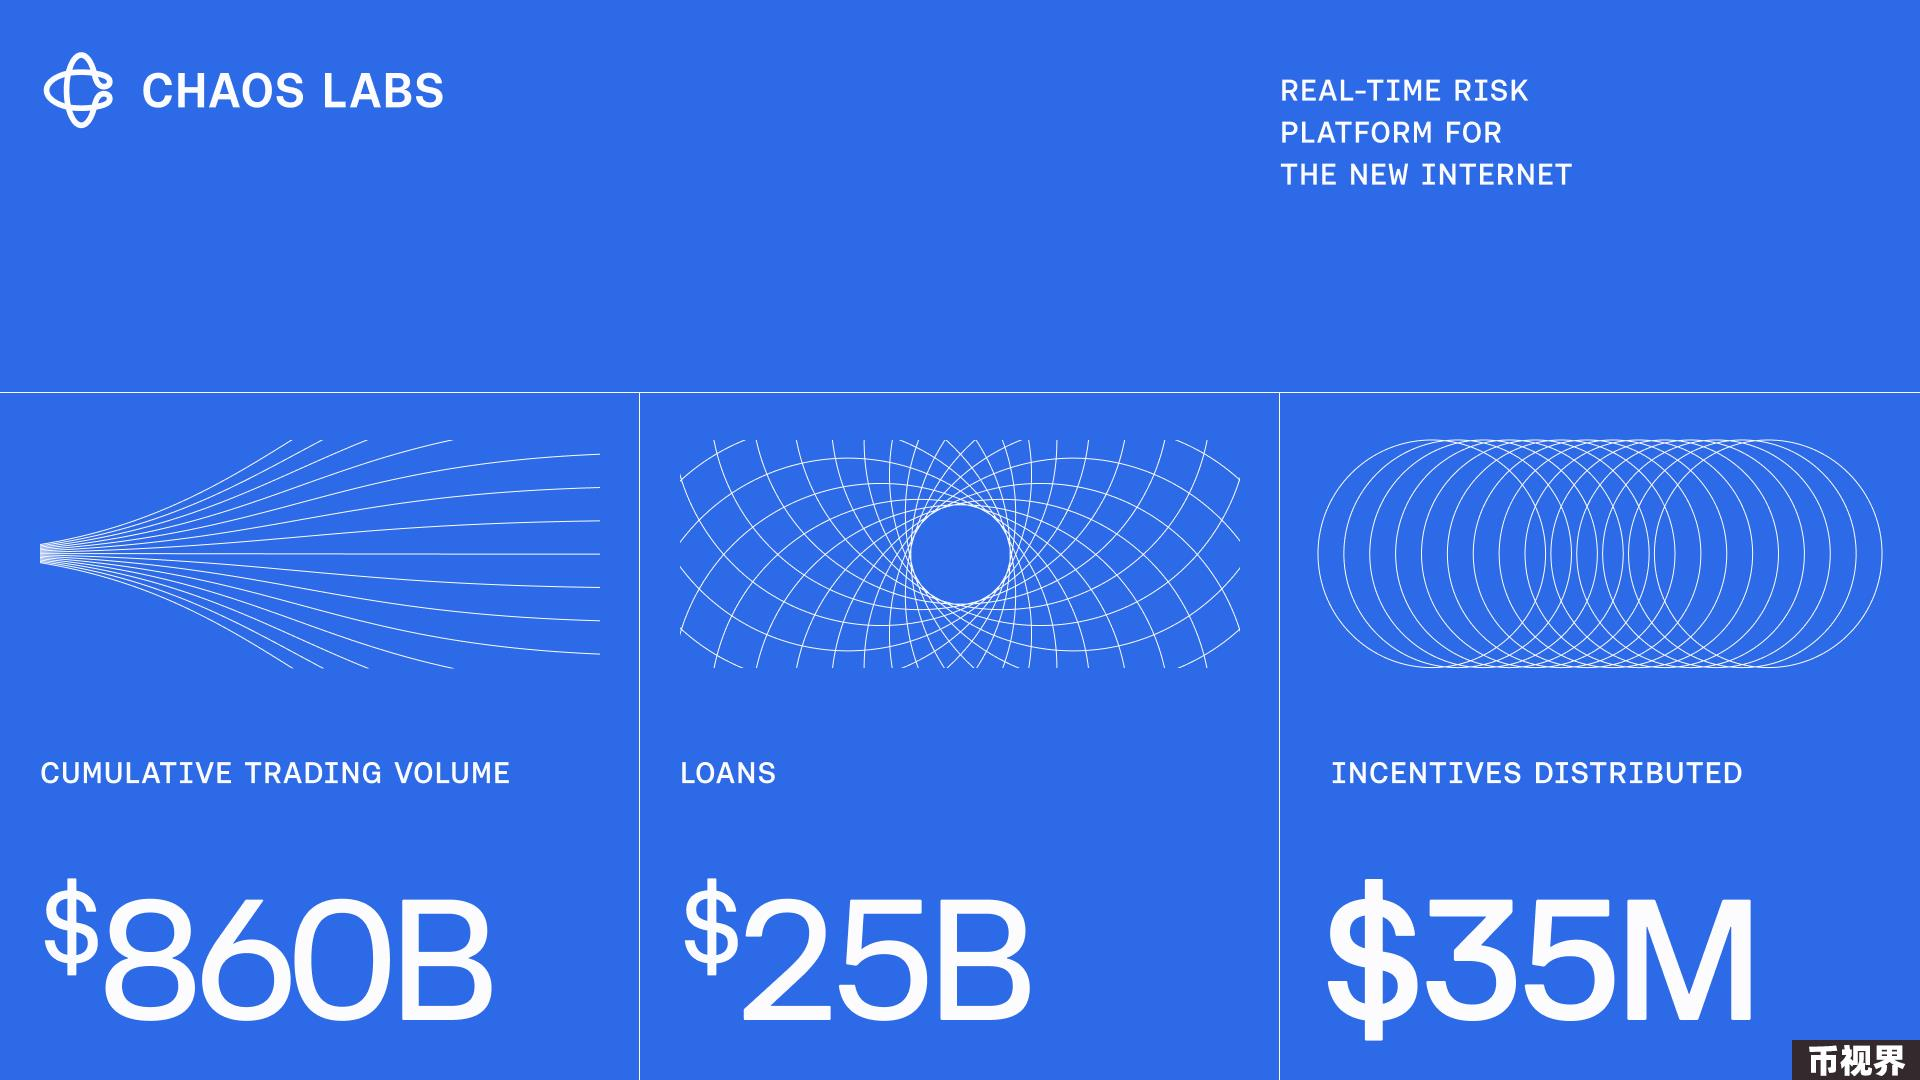 CHAOS LABS
REAL-TIME RISK
PLATFORM FOR
THE NEW INTERNET
CUMULATIVE TRADING VOLUME
$860B
LOANS
$25B
INCENTIVES DISTRIBUTED
$35M
币视界